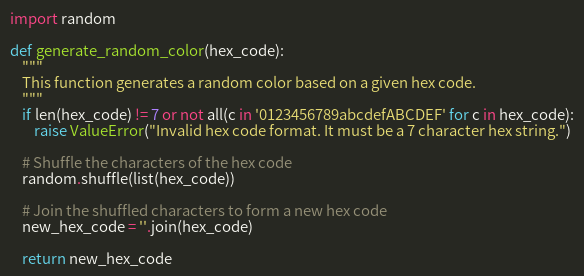 import random
def generate_random_color(hex_code):
"""
This function generates a random color based on a given hex code.
"""
if len(hex_code) != 7 or not all(c in '0123456789abcdefABCDEF' for c in hex_code):
raise ValueError("Invalid hex code format. It must be a 7 character hex string.")
# Shuffle the characters of the hex code
random.shuffle(list(hex_code))
# Join the shuffled characters to form a new hex code
new_hex_code = ''.join(hex_code)
return new_hex_code